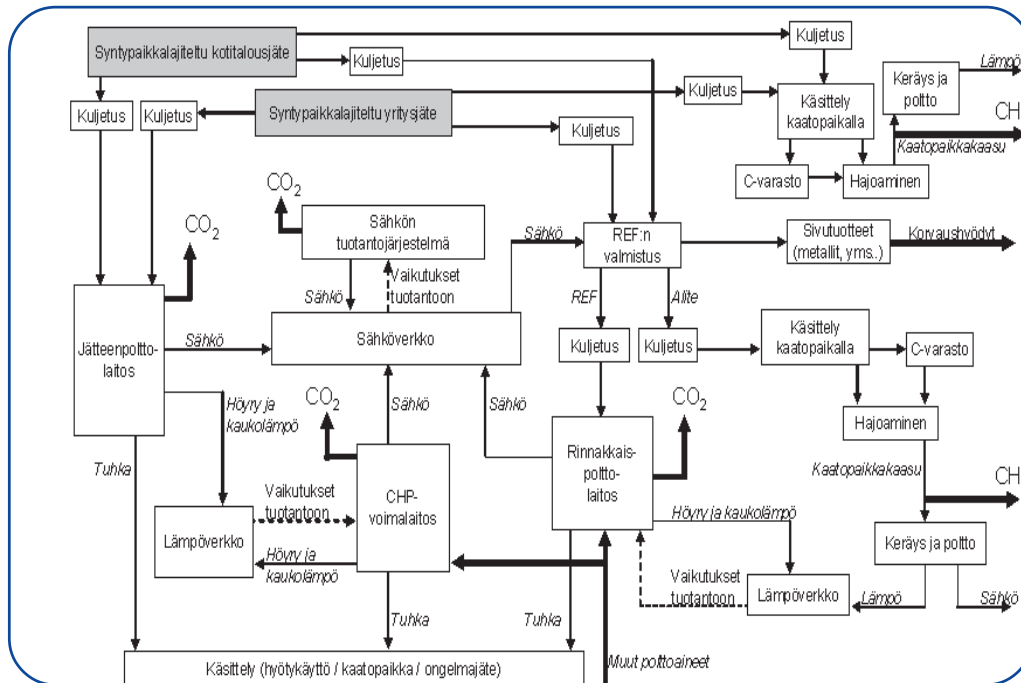 Syntypaikkalajiteltu kotitalousjäte
Kuljetus
Kuljetus
Kuljetus
Kuljetus
Syntypaikkalajiteltu yritysjäte
Kuljetus
Kuljetus
Käsittely
kaatopaikalla
Keräys ja
poltto
Lämpö
CH
Kaatopaikkakaasu
C-varasto
Hajoaminen
CO2
CO2
Sähkön
tuotantojärjestelmä
Sähkö
REF:n
valmistus
Sivutuotteet
(metallit, yms..)
Korvaushyödyt
Sähkö
Vaikutukset
tuotantoon
REF
Alite
Jätteenpoltto-
laitos
Sähkö
Sähköverkko
Kuljetus
Kuljetus
Käsittely
kaatopaikalla
C-varasto
Höyry ja
kaukolämpö
CO2
Sähkö
Sähkö
CO2
Hajoaminen
Tuhka
CHP-
voimalaitos
Rinnakkais-
poltto-
laitos
Kaatopaikkakaasu
CH
Vaikutukset
tuotantoon
Lämpöverkko
Höyry ja
kaukolämpö
Höyry ja kaukolämpö
Keräys ja poltto
Vaikutukset
tuotantoon
Lämpöverkko
Lämpö
Sähkö
Tuhka
Tuhka
Käsittely (hyötykäyttö / kaatopaikka / ongelmajäte)
Muut polttoaineet